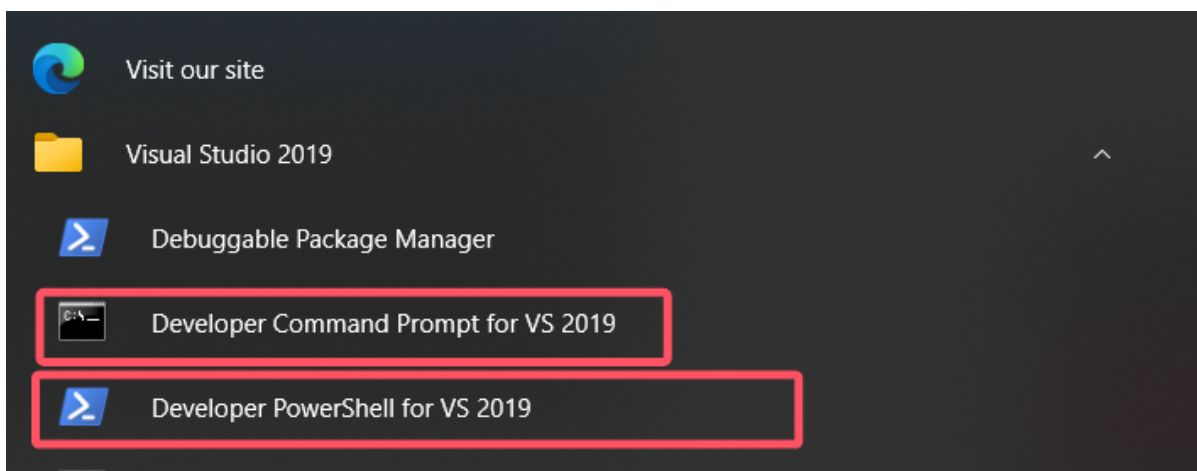 Visit our site
Visual Studio 2019
Debuggable Package Manager
C:\_
Developer Command Prompt for VS 2019
Developer PowerShell for VS 2019